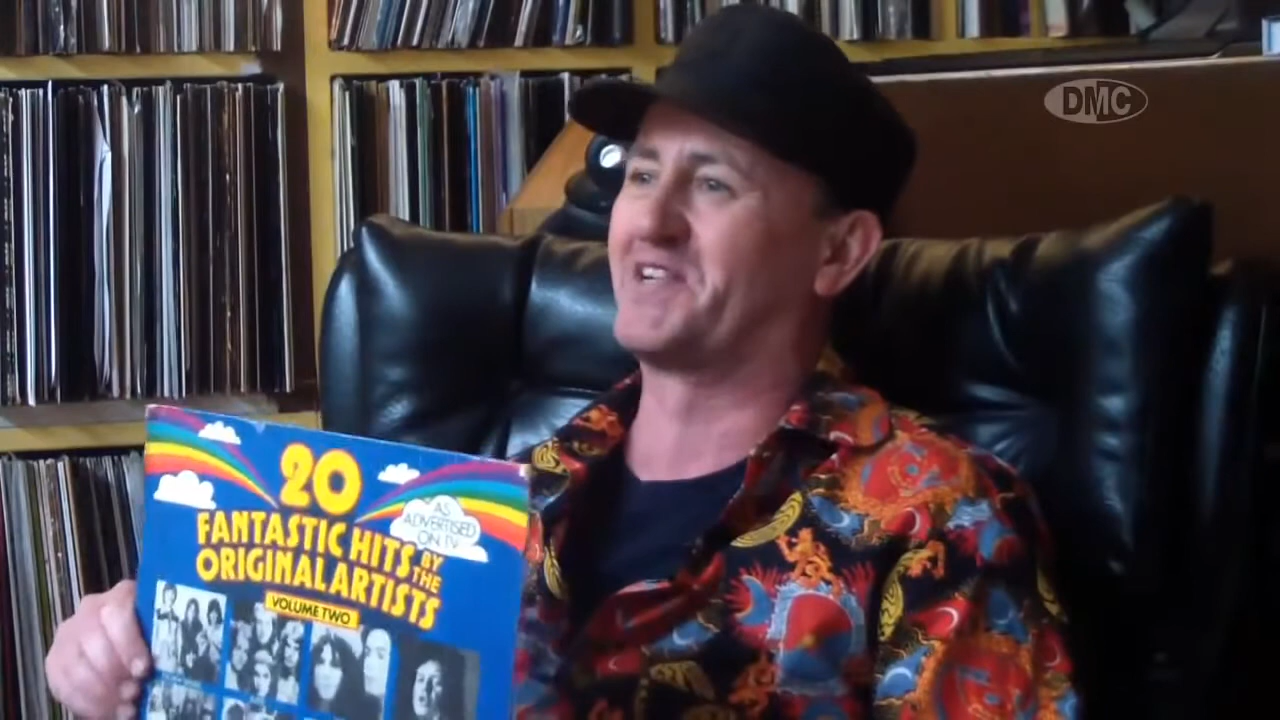 DMC
20
FANTASTIC HITS BY
THE
ORIGINAL ARTISTS
VOLUME TWO
AS
ADVERTISED
ON TV